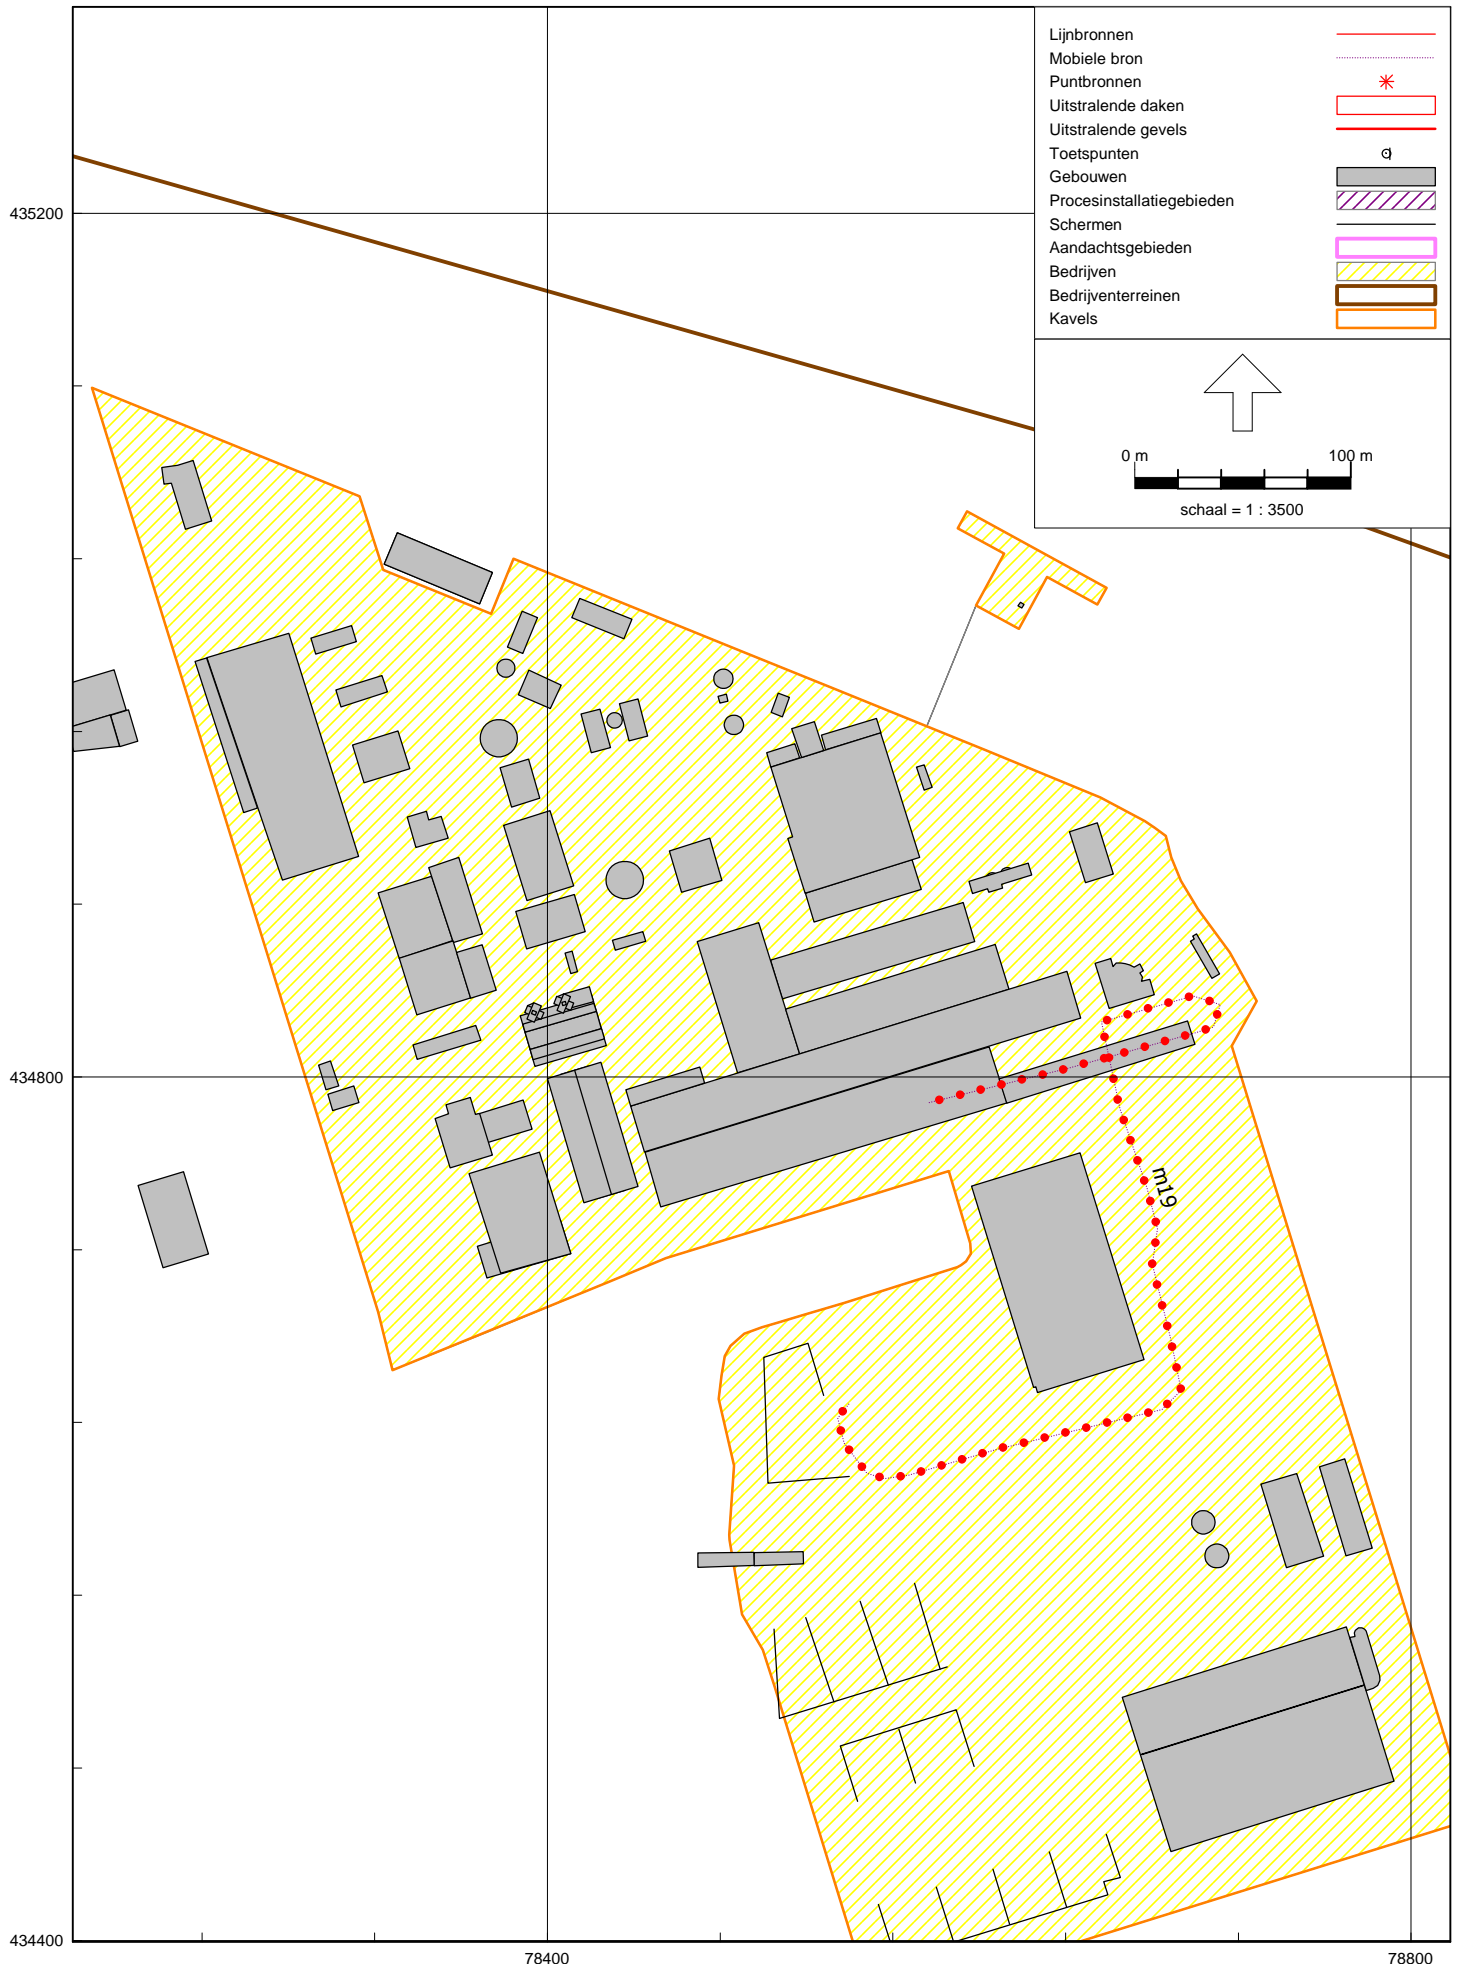 Lijnbronnen
Mobiele bron
Puntbronnen
Uitstralende daken
Uitstralende gevels
Toetspunten
Gebouwen
Procesinstallatiegebieden
Schermen
Aandachtsgebieden
Bedrijven
Bedrijventerreinen
Kavels
0 m 100 m
schaal = 1 : 3500
435200
434800
m19
434400
78400 78800